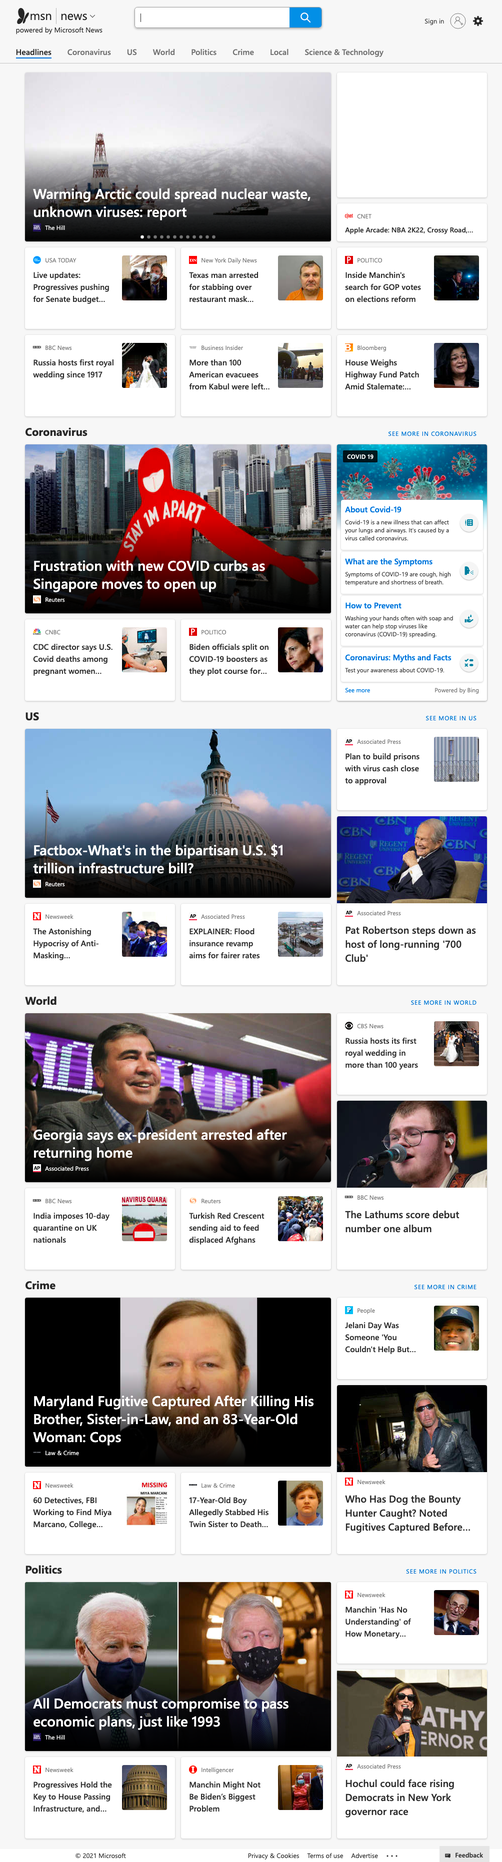 msn news
powered by Microsoft News
Sign in
Headlines Coronavirus US World Politics Crime Local Science & Technology
Warming Arctic could spread nuclear waste,
unknown viruses: report
The Hill
CNET
Apple Arcade: NBA 2K22, Crossy Road,...
USA TODAY
Live updates:
Progressives pushing
for Senate budget...
New York Daily News
Texas man arrested
for stabbing over
restaurant mask...
POLITICO
Inside Manchin's
search for GOP votes
on elections reform
BBC News
Russia hosts first royal
wedding since 1917
Business Insider
More than 100
American evacuees
from Kabul were left...
Bloomberg
House Weighs
Highway Fund Patch
Amid Stalemate:...
Coronavirus
SEE MORE IN CORONAVIRUS
STAY 1M APART
Frustration with new COVID curbs as
Singapore moves to open up
Reuters
COVID 19
About Covid-19
Covid-19 is a new illness that can affect
your lungs and airways. It's caused by a
virus called coronavirus.
What are the Symptoms
Symptoms of COVID-19 are cough, high
temperature and shortness of breath.
How to Prevent
Washing your hands often with soap and
water can help stop viruses like
coronavirus (COVID-19) spreading.
Coronavirus: Myths and Facts
Test your awareness about COVID-19.
See more
Powered by Bing
CNBC
CDC director says U.S.
Covid deaths among
pregnant women...
POLITICO
Biden officials split on
COVID-19 boosters as
they plot course for...
US
SEE MORE IN US
Factbox-What's in the bipartisan U.S. $1
trillion infrastructure bill?
Reuters
Associated Press
Plan to build prisons
with virus cash close
to approval
CBN
REGENT
UNIVERSITY
Associated Press
Pat Robertson steps down as
host of long-running '700
Club'
Newsweek
The Astonishing
Hypocrisy of Anti-
Masking...
Associated Press
EXPLAINER: Flood
insurance revamp
aims for fairer rates
World
SEE MORE IN WORLD
Georgia says ex-president arrested after
returning home
Associated Press
CBS News
Russia hosts its first
royal wedding in
more than 100 years
BBC News
The Lathums score debut
number one album
BBC News
India imposes 10-day
quarantine on UK
nationals
NAVIRUS QUARA
Reuters
Turkish Red Crescent
sending aid to feed
displaced Afghans
Crime
SEE MORE IN CRIME
Maryland Fugitive Captured After Killing His
Brother, Sister-in-Law, and an 83-Year-Old
Woman: Cops
Law & Crime
People
Jelani Day Was
Someone 'You
Couldn't Help But...
Newsweek
Who Has Dog the Bounty
Hunter Caught? Noted
Fugitives Captured Before...
Newsweek
60 Detectives, FBI
Working to Find Miya
Marcano, College...
MISSING
MIYA MARCANO
Law & Crime
17-Year-Old Boy
Allegedly Stabbed His
Twin Sister to Death...
Politics
SEE MORE IN POLITICS
All Democrats must compromise to pass
economic plans, just like 1993
The Hill
Newsweek
Manchin 'Has No
Understanding' of
How Monetary...
ATHY
ERNOR
Associated Press
Hochul could face rising
Democrats in New York
governor race
Newsweek
Progressives Hold the
Key to House Passing
Infrastructure, and...
Intelligencer
Manchin Might Not
Be Biden's Biggest
Problem
© 2021 Microsoft
Privacy & Cookies Terms of use Advertise ...
Feedback